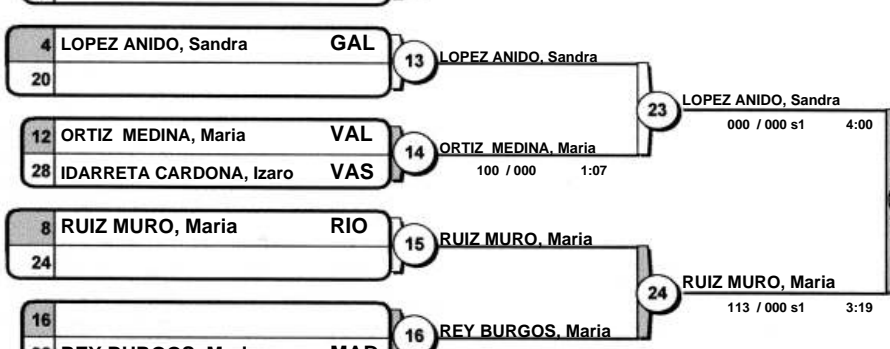 4 LOPEZ ANIDO, Sandra GAL
20
13 LOPEZ ANIDO, Sandra
23 LOPEZ ANIDO, Sandra
000 / 000 s1 4:00
12 ORTIZ MEDINA, Maria VAL
28 IDARRETA CARDONA, Izaro VAS
14 ORTIZ MEDINA, Maria
100 / 000 1:07
8 RUIZ MURO, Maria RIO
24
15 RUIZ MURO, Maria
24 RUIZ MURO, Maria
113 / 000 s1 3:19
16
REY BURGOS, MAD
16 REY BURGOS, Maria